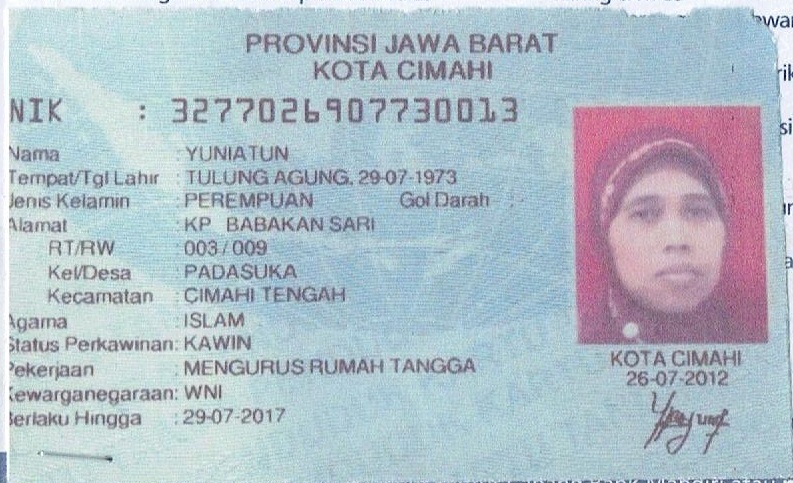 PROVINSI JAWA BARAT
KOTA CIMAHI
NIK : 3277026907730013
Nama : YUNIATUN
Tempat/Tgl Lahir : TULUNG AGUNG, 29-07-1973
Jenis Kelamin : PEREMPUAN Gol Darah : -
Alamat : KP BABAKAN SARI
RT/RW : 003 / 009
Kel/Desa : PADASUKA
Kecamatan : CIMAHI TENGAH
Agama : ISLAM
Status Perkawinan: KAWIN
Pekerjaan : MENGURUS RUMAH TANGGA
Kewarganegaraan: WNI
Berlaku Hingga : 29-07-2017
KOTA CIMAHI
26-07-2012